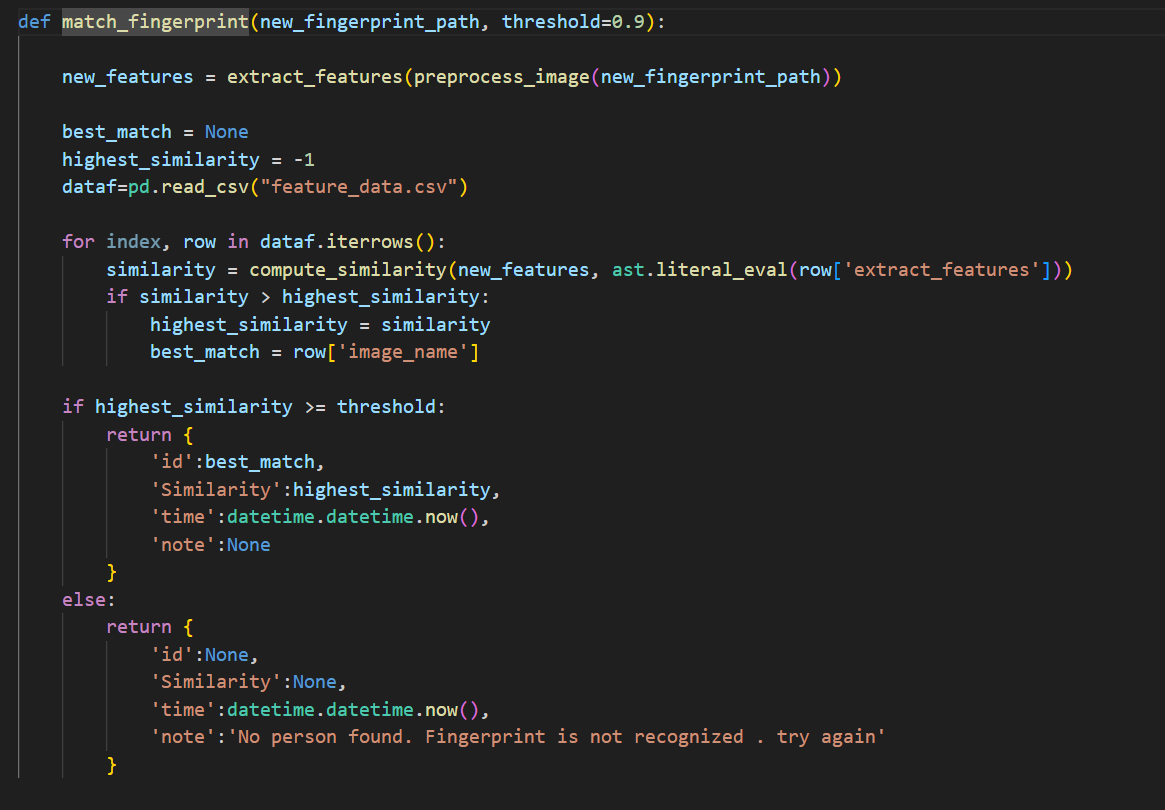 def match_fingerprint(new_fingerprint_path, threshold=0.9):
    new_features = extract_features(preprocess_image(new_fingerprint_path))
    best_match = None
    highest_similarity = -1
    dataf=pd.read_csv("feature_data.csv")
    for index, row in dataf.iterrows():
        similarity = compute_similarity(new_features, ast.literal_eval(row['extract_features']))
        if similarity > highest_similarity:
            highest_similarity = similarity
            best_match = row['image_name']
    if highest_similarity >= threshold:
        return {
            'id':best_match,
            'Similarity':highest_similarity,
            'time':datetime.datetime.now(),
            'note':None
        }
    else:
        return {
            'id':None,
            'Similarity':None,
            'time':datetime.datetime.now(),
            'note':'No person found. Fingerprint is not recognized . try again'
        }